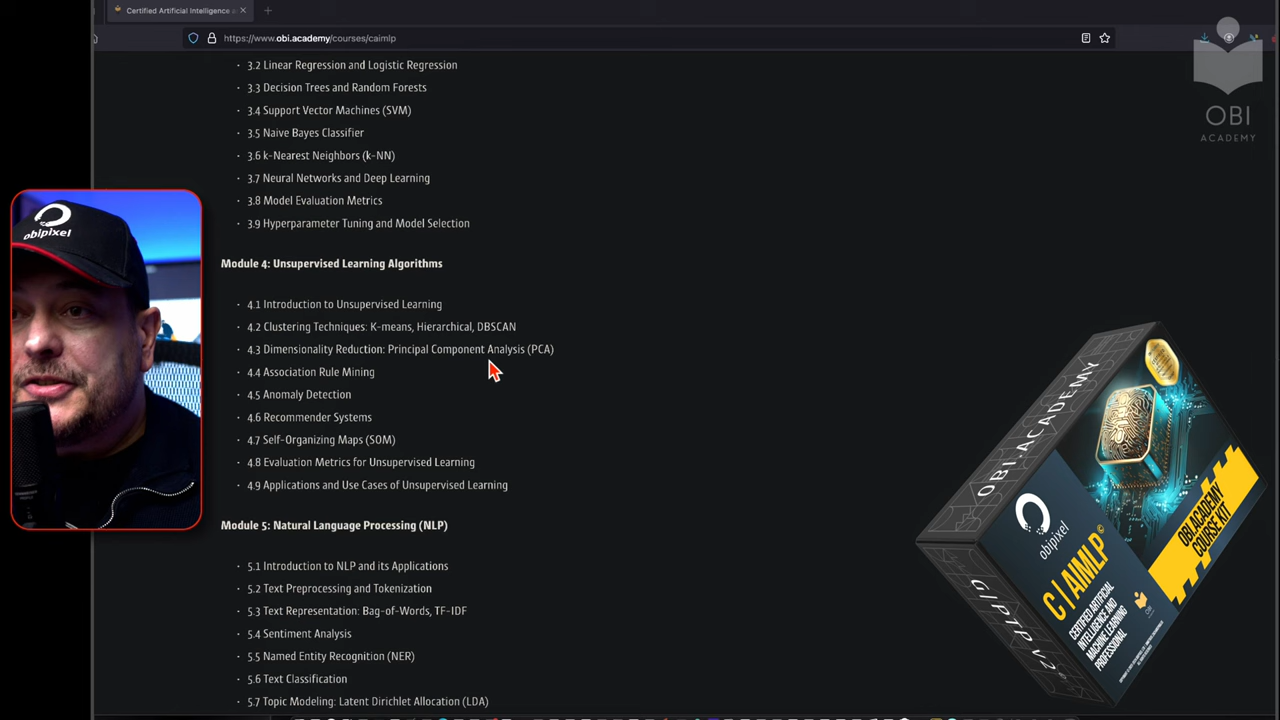 Certified Artificial Intelligence a
https://www.obi.academy/courses/caimlp
OBI
ACADEMY
• 3.2 Linear Regression and Logistic Regression
• 3.3 Decision Trees and Random Forests
• 3.4 Support Vector Machines (SVM)
• 3.5 Naive Bayes Classifier
• 3.6 k-Nearest Neighbors (k-NN)
• 3.7 Neural Networks and Deep Learning
• 3.8 Model Evaluation Metrics
• 3.9 Hyperparameter Tuning and Model Selection
Module 4: Unsupervised Learning Algorithms
• 4.1 Introduction to Unsupervised Learning
• 4.2 Clustering Techniques: K-means, Hierarchical, DBSCAN
• 4.3 Dimensionality Reduction: Principal Component Analysis (PCA)
• 4.4 Association Rule Mining
• 4.5 Anomaly Detection
• 4.6 Recommender Systems
• 4.7 Self-Organizing Maps (SOM)
• 4.8 Evaluation Metrics for Unsupervised Learning
• 4.9 Applications and Use Cases of Unsupervised Learning
Module 5: Natural Language Processing (NLP)
• 5.1 Introduction to NLP and its Applications
• 5.2 Text Preprocessing and Tokenization
• 5.3 Text Representation: Bag-of-Words, TF-IDF
• 5.4 Sentiment Analysis
• 5.5 Named Entity Recognition (NER)
• 5.6 Text Classification
• 5.7 Topic Modeling: Latent Dirichlet Allocation (LDA)
obipixel
OBI.ACADEMY
obipixel
C|AIMLP©
CERTIFIED ARTIFICIAL
INTELLIGENCE AND
MACHINE LEARNING
PROFESSIONAL
OBI.ACADEMY
COURSE KIT
OBI